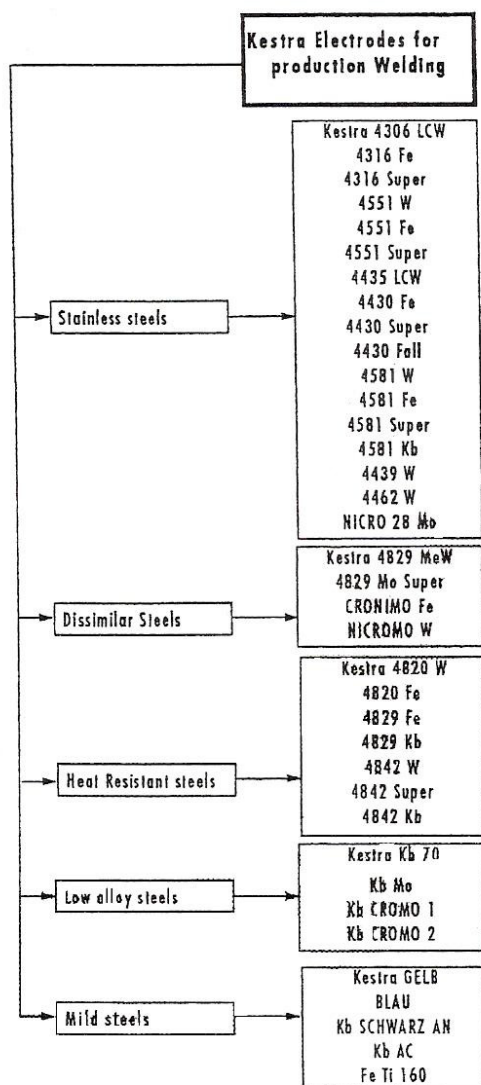 Kestra Electrodes for
production Welding
Kestra 4306 LCW
4316 Fe
4316 Super
4551 W
4551 Fe
4551 Super
4435 LCW
4430 Fe
4430 Super
4430 Fall
4581 W
4581 Fe
4581 Super
4581 Kb
4439 W
4462 W
NICRO 28 Mo
Stainless steels
Kestra 4829 MoW
4829 Mo Super
CRONIMO Fe
NICROMO W
Dissimilar Steels
Kestra 4820 W
4820 Fe
4829 Fe
4829 Kb
4842 W
4842 Super
4842 Kb
Heat Resistant steels
Kestra Kb 70
Kb Mo
Kb CROMO 1
Kb CROMO 2
Low alloy steels
Kestra GELB
BLAU
Kb SCHWARZ AN
Kb AC
Fe Ti 160
Mild steels